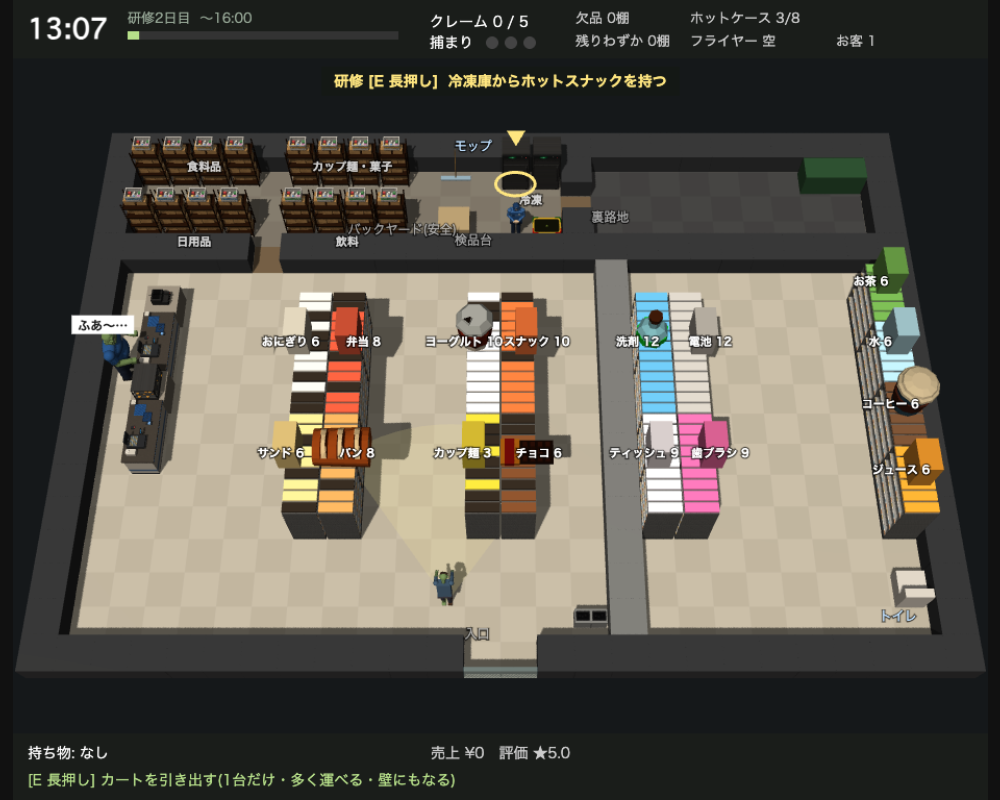 13:07
研修2日目 ～16:00
クレーム 0 / 5
捕まり
欠品 0棚
残りわずか 0棚
ホットケース 3/8
フライヤー 空
お客 1
研修 [E 長押し] 冷凍庫からホットスナックを持つ
モップ
食料品
カップ麺・菓子
冷凍
裏路地
バックヤード(安全)
検品台
日用品
飲料
お茶 6
ふあ〜…
おにぎり 6
弁当 8
ヨーグルト 10
スナック 10
洗剤 12
電池 12
水 6
コーヒー 6
サンド 6
パン 8
カップ麺 3
チョコ 6
ティッシュ 9
歯ブラシ 9
ジュース 6
トイレ
入口
持ち物: なし
売上 ¥0 評価 ★5.0
[E 長押し] カートを引き出す(1台だけ・多く運べる・壁にもなる)